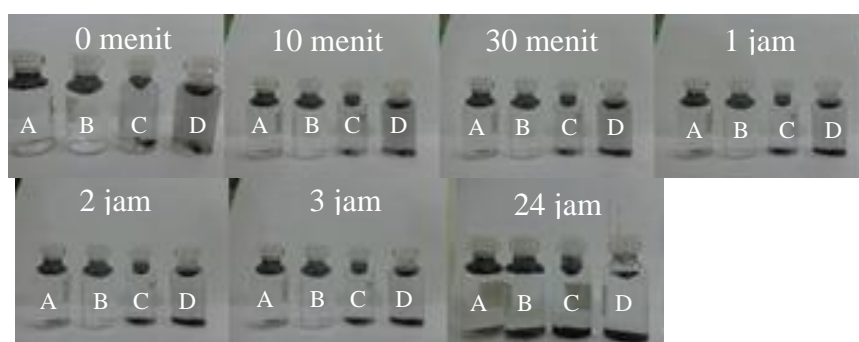 0 menit
10 menit
30 menit
1 jam
A B C D
A B C D
A B C D
A B C D
2 jam
3 jam
24 jam
A B C D
A B C D
A B C D